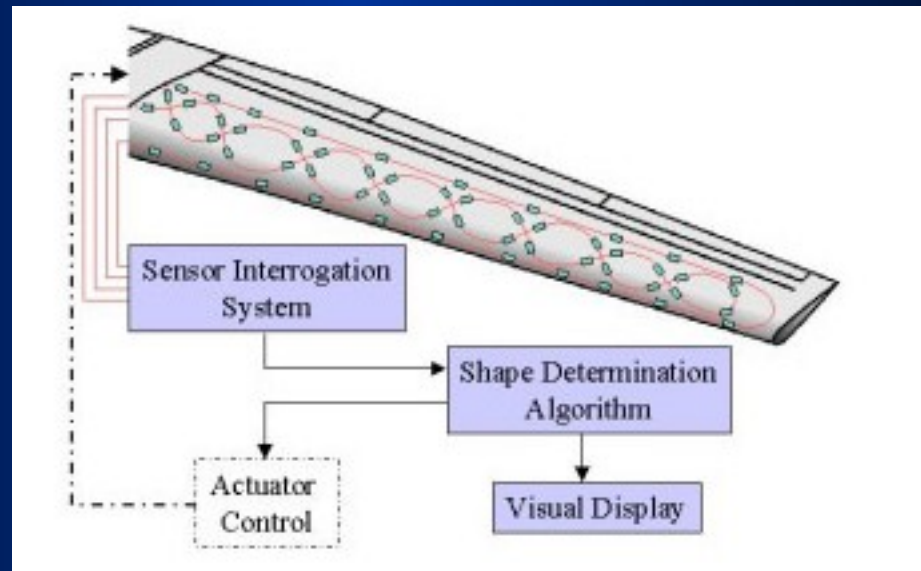 Sensor Interrogation
System
Shape Determination
Algorithm
Actuator
Control
Visual Display